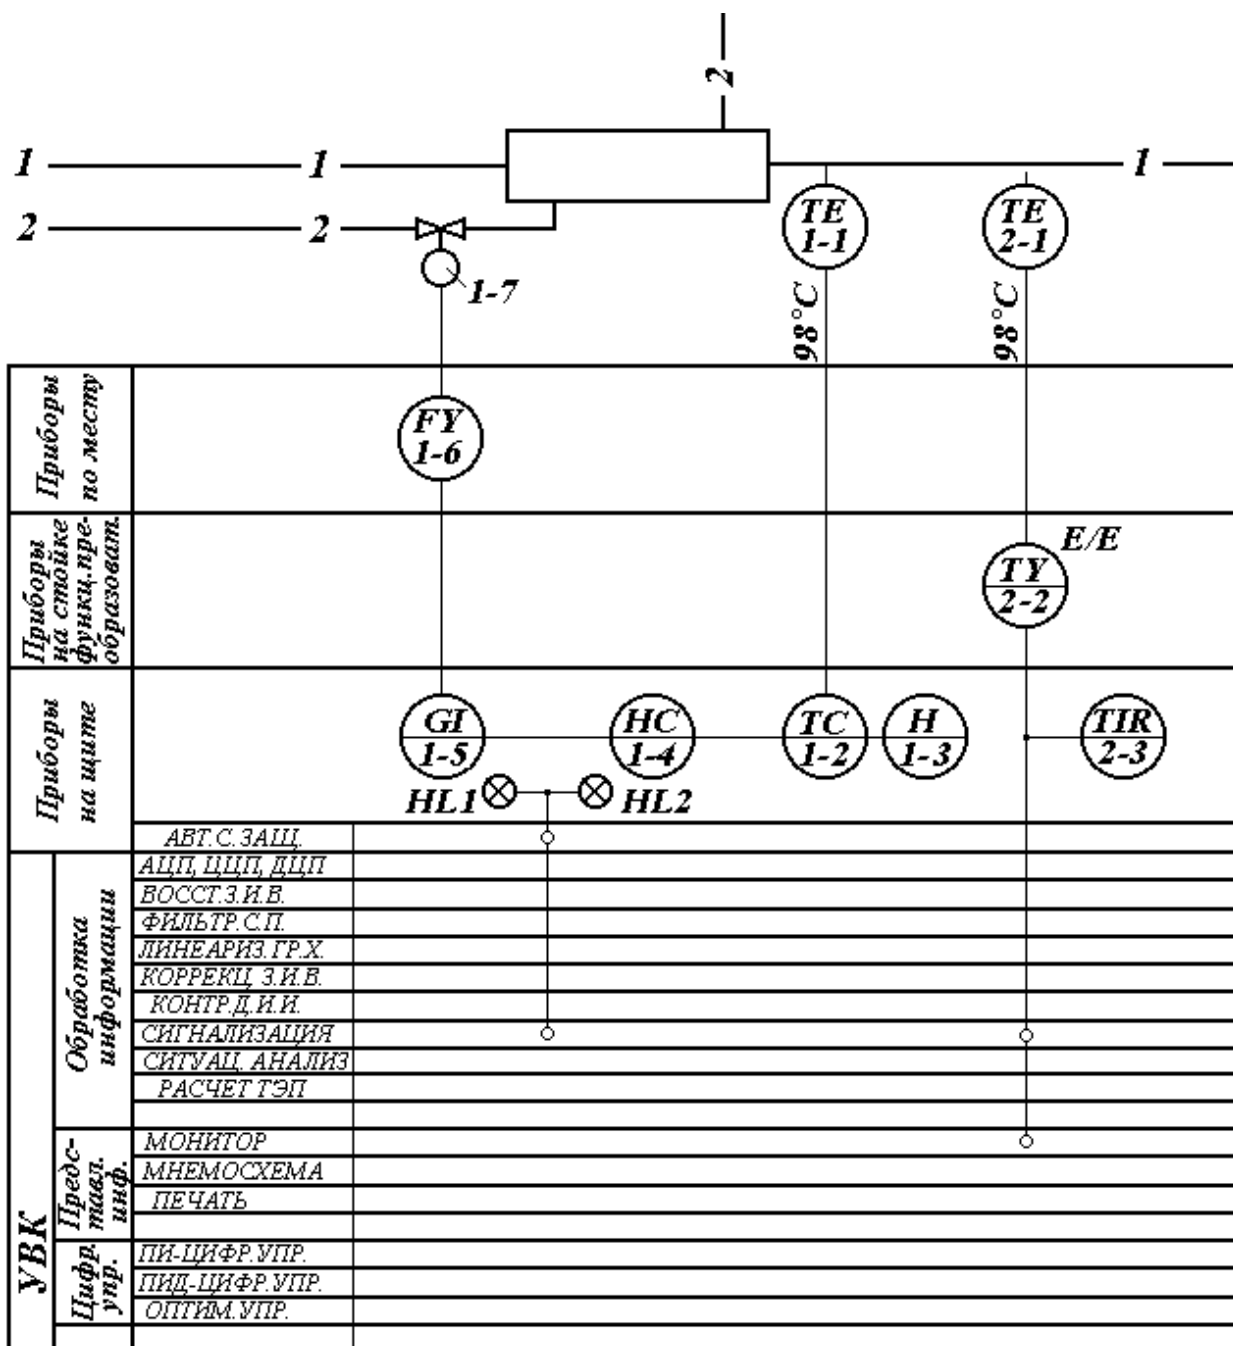 2
1
1
1
2
2
TE
1-1
TE
2-1
1-7
98°C
98°C
Приборы
по месту
FY
1-6
Приборы
на стойке
функц.пре-
образоват.
E/E
TY
2-2
Приборы
на щите
GI
1-5
HC
1-4
TC
1-2
H
1-3
TIR
2-3
HL1
HL2
АВТ.С.ЗАЩ.
УВК
Обработка
информации
АЦП, ЦЦП, ДЦП
ВОССТ.З.И.В.
ФИЛЬТР.С.П.
ЛИНЕАРИЗ.ГР.Х.
КОРРЕКЦ. З.И.В.
КОНТР.Д.И.И.
СИГНАЛИЗАЦИЯ
СИТУАЦ. АНАЛИЗ
РАСЧЕТ ТЭП
Предс-
тавл.
инф.
МОНИТОР
МНЕМОСХЕМА
ПЕЧАТЬ
Цифр.
упр.
ПИ-ЦИФР.УПР.
ПИД-ЦИФР.УПР.
ОПТИМ.УПР.